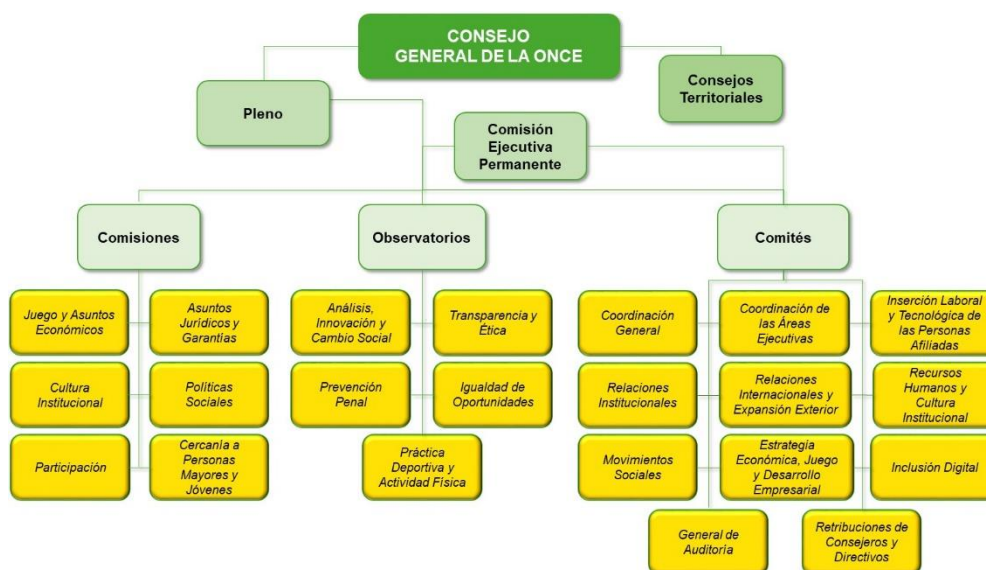 CONSEJO
GENERAL DE LA ONCE
Pleno
Consejos
Territoriales
Comisión
Ejecutiva
Permanente
Comisiones
Observatorios
Comités
Juego y Asuntos
Económicos
Asuntos
Jurídicos y
Garantías
Cultura
Institucional
Políticas
Sociales
Participación
Cercanía a
Personas
Mayores y
Jóvenes
Análisis,
Innovación y
Cambio Social
Transparencia y
Ética
Prevención
Penal
Igualdad de
Oportunidades
Práctica
Deportiva y
Actividad Física
Coordinación
General
Coordinación de
las Áreas
Ejecutivas
Inserción Laboral
y Tecnológica de
las Personas
Afiliadas
Relaciones
Institucionales
Relaciones
Internacionales y
Expansión Exterior
Recursos
Humanos y
Cultura
Institucional
Movimientos
Sociales
Estrategia
Económica, Juego
y Desarrollo
Empresarial
Inclusión Digital
General de
Auditoría
Retribuciones de
Consejeros y
Directivos